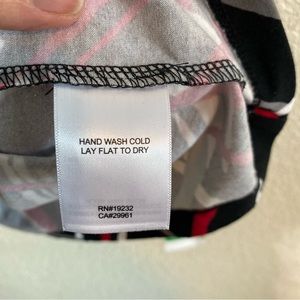 HAND WASH COLD
LAY FLAT TO DRY
RN#19232
CA#29961